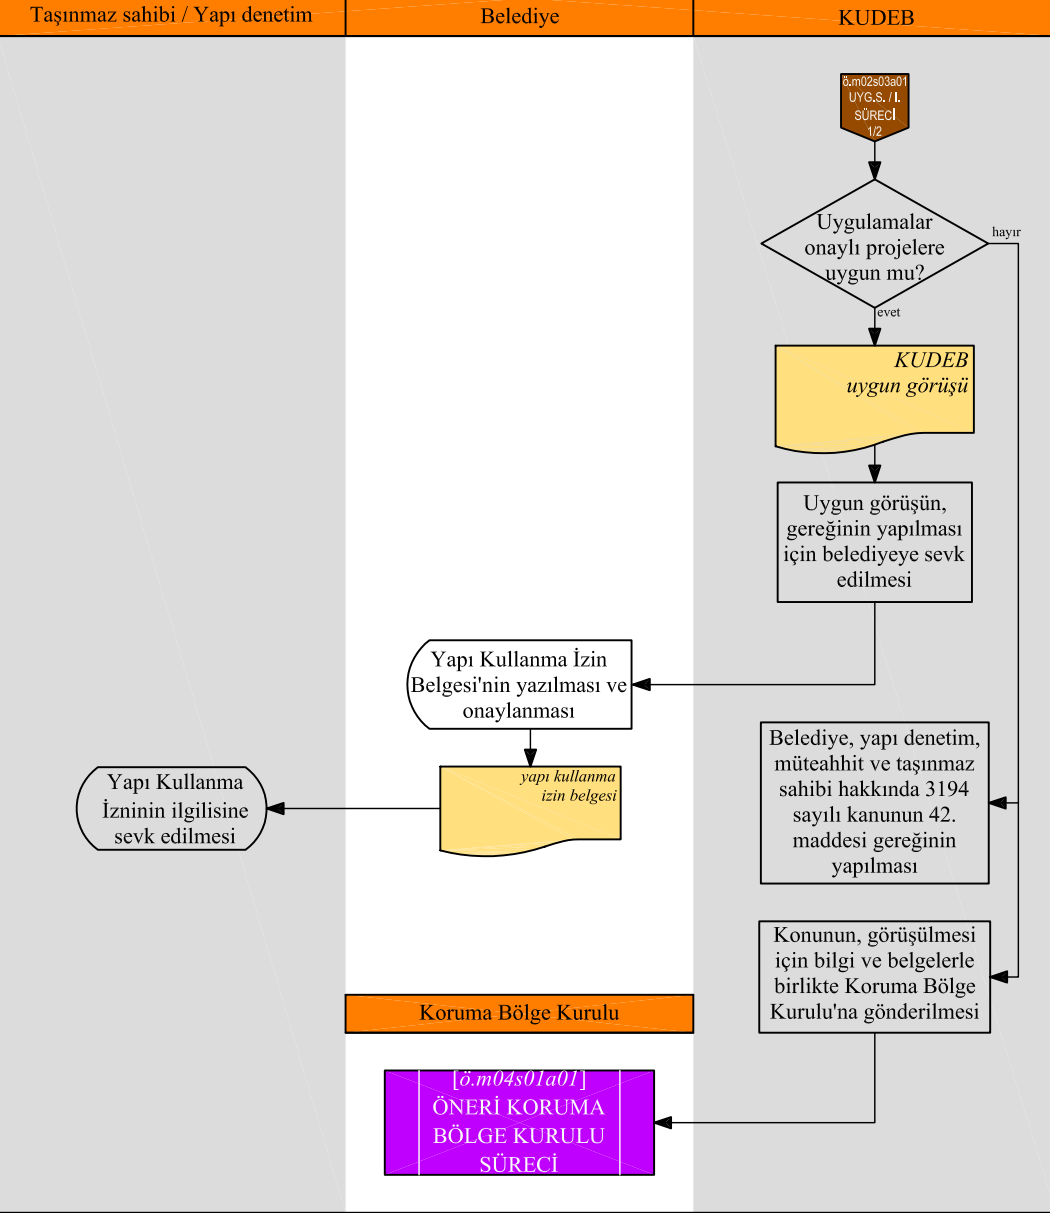 Taşınmaz sahibi / Yapı denetim
Belediye
KUDEB
ö.m02s03a01
UYG.S. / I.
SÜRECİ
1/2
Uygulamalar
onaylı projelere
uygun mu?
hayır
evet
KUDEB
uygun görüşü
Uygun görüşün,
gereğinin yapılması
için belediyeye sevk
edilmesi
Yapı Kullanma İzin
Belgesi'nin yazılması ve
onaylanması
yapı kullanma
izin belgesi
Yapı Kullanma
İzninin ilgilisine
sevk edilmesi
Belediye, yapı denetim,
müteahhit ve taşınmaz
sahibi hakkında 3194
sayılı kanunun 42.
maddesi gereğinin
yapılması
Konunun, görüşülmesi
için bilgi ve belgelerle
birlikte Koruma Bölge
Kurulu'na gönderilmesi
Koruma Bölge Kurulu
[ö.m04s01a01]
ÖNERİ KORUMA
BÖLGE KURULU
SÜRECİ